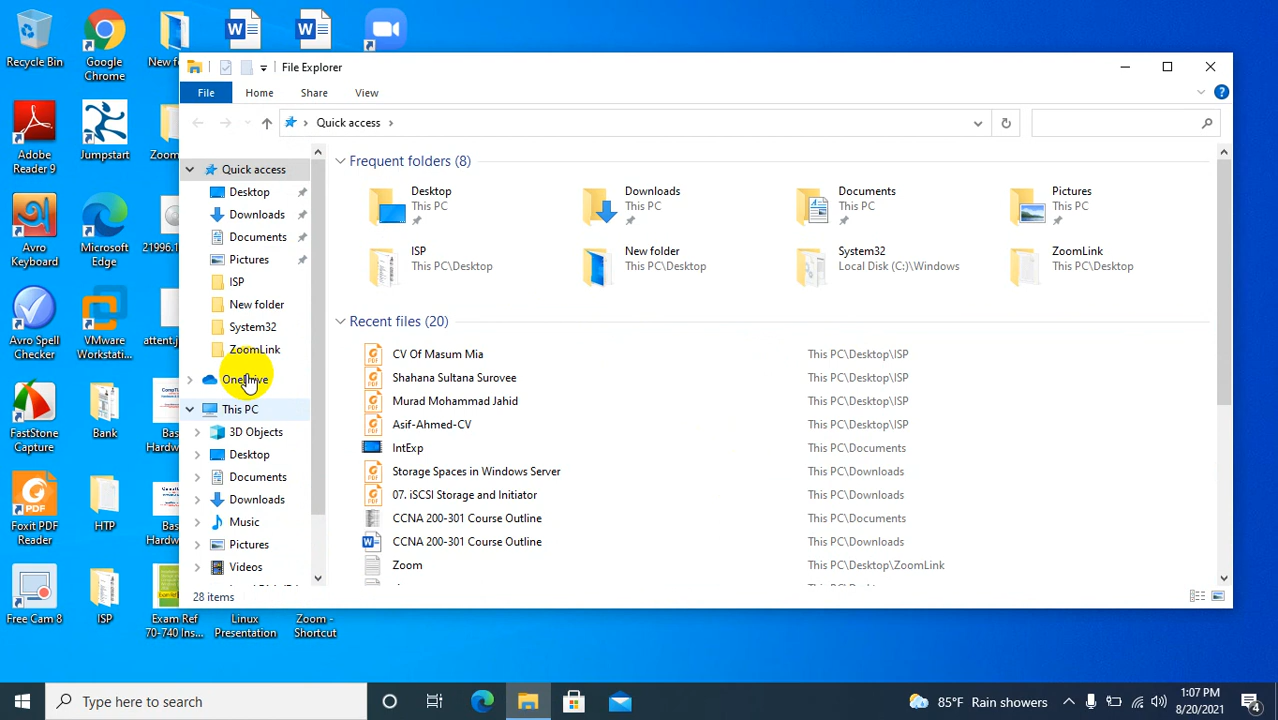 Recycle Bin
Google Chrome
New f
File Explorer
File
Home
Share
View
Quick access
Adobe Reader 9
Jumpstart
Zoom
Avro Keyboard
Microsoft Edge
21996.1
Avro Spell Checker
VMware Workstati...
attent.j
FastStone Capture
Bank
Bas
Hardw
Foxit PDF Reader
HTP
Bas
Hardw
Free Cam 8
ISP
Exam Ref 70-740 Ins...
Linux Presentation
Zoom - Shortcut
Quick access
Desktop
Downloads
Documents
Pictures
ISP
New folder
System32
ZoomLink
OneDrive
This PC
3D Objects
Desktop
Documents
Downloads
Music
Pictures
Videos
Frequent folders (8)
Desktop
This PC
Downloads
This PC
Documents
This PC
Pictures
This PC
ISP
This PC\Desktop
New folder
This PC\Desktop
System32
Local Disk (C:)\Windows
ZoomLink
This PC\Desktop
Recent files (20)
CV Of Masum Mia This PC\Desktop\ISP
Shahana Sultana Surovee This PC\Desktop\ISP
Murad Mohammad Jahid This PC\Desktop\ISP
Asif-Ahmed-CV This PC\Desktop\ISP
IntExp This PC\Documents
Storage Spaces in Windows Server This PC\Downloads
07. iSCSI Storage and Initiator This PC\Downloads
CCNA 200-301 Course Outline This PC\Documents
CCNA 200-301 Course Outline This PC\Downloads
Zoom This PC\Desktop\ZoomLink
28 items
Type here to search
85°F Rain showers
1:07 PM
8/20/2021
4